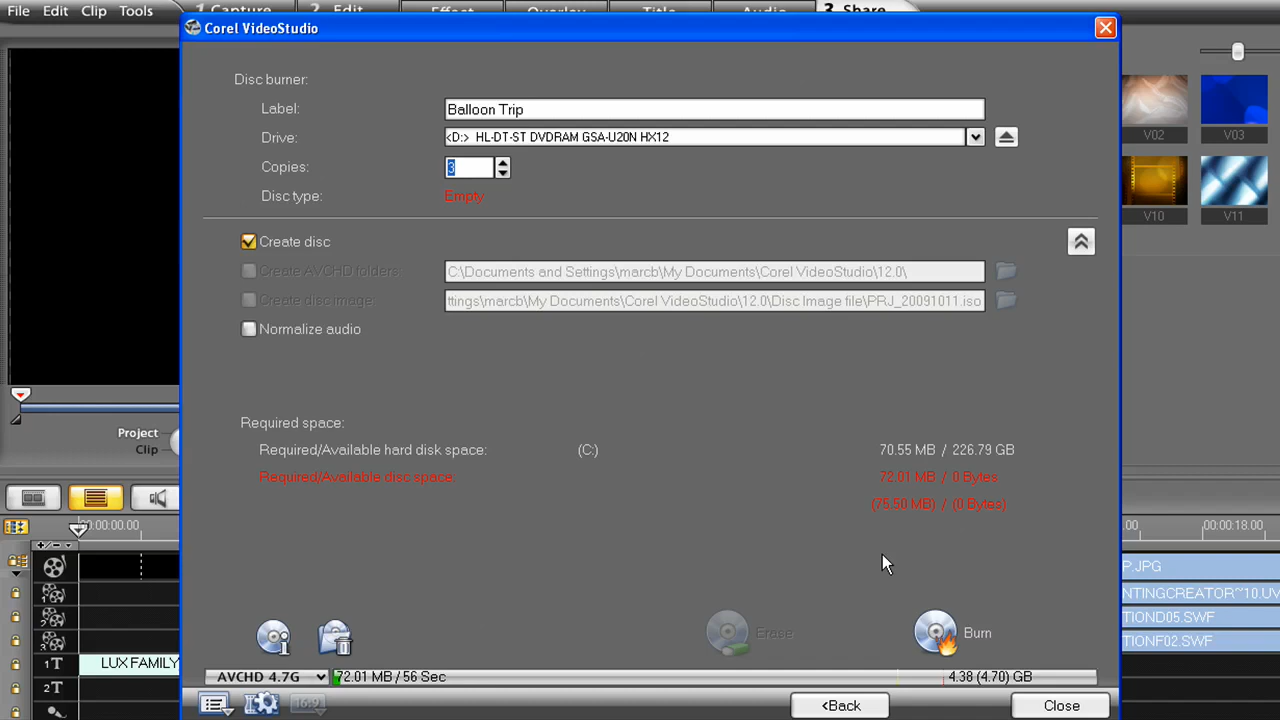 File Edit Clip Tools 1 Capture 2 Edit Effect Overlay Title Audio 3 Share
Corel VideoStudio
Disc burner:
Label: Balloon Trip
Drive: <D:> HL-DT-ST DVDRAM GSA-U20N HX12
Copies: 3
Disc type: Empty
Create disc
Create AVCHD folders: C:\Documents and Settings\marcb\My Documents\Corel VideoStudio\12.0\
Create disc image: ttings\marcb\My Documents\Corel VideoStudio\12.0\Disc Image file\PRJ_20091011.iso
Normalize audio
V02 V03
V10 V11
Required space:
Required/Available hard disk space: (C:) 70.55 MB / 226.79 GB
Required/Available disc space: 72.01 MB / 0 Bytes
(75.50 MB) / (0 Bytes)
Project
Clip
00:00:00.00 .00 00:00:18.00
P.JPG
NTINGCREATOR~10.UV
TIOND05.SWF
TIONF02.SWF
1T LUX FAMILY
2T
Erase Burn
AVCHD 4.7G 72.01 MB / 56 Sec 4.38 (4.70) GB
16:9
<Back Close